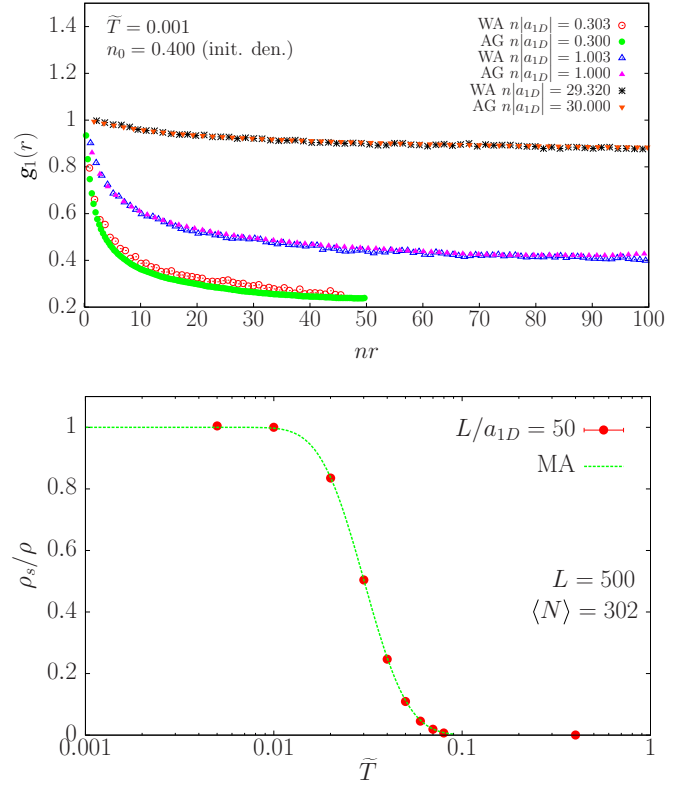 T̃ = 0.001
n₀ = 0.400 (init. den.)
WA n|a₁D| = 0.303
AG n|a₁D| = 0.300
WA n|a₁D| = 1.003
AG n|a₁D| = 1.000
WA n|a₁D| = 29.320
AG n|a₁D| = 30.000
1.4
1.2
1
0.8
0.6
0.4
0.2
g₁(r)
0 10 20 30 40 50 60 70 80 90 100
nr
L/a₁D = 50
MA
L = 500
⟨N⟩ = 302
1
0.8
0.6
0.4
0.2
0
ρₛ/ρ
0.001 0.01 0.1 1
T̃